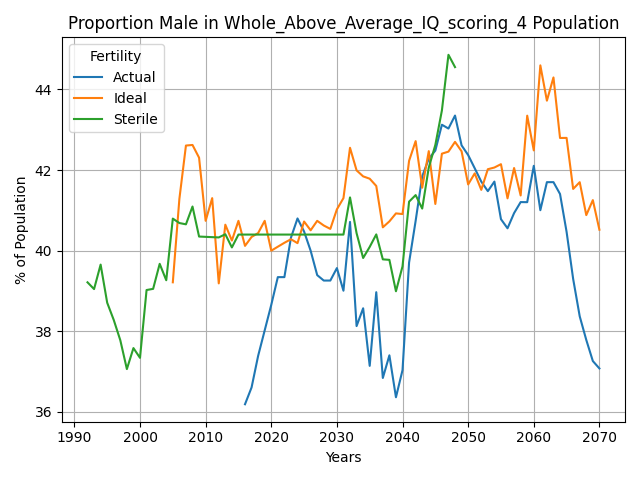 Proportion Male in Whole_Above_Average_IQ_scoring_4 Population
Fertility
Actual
Ideal
Sterile
% of Population
44
42
40
38
36
1990 2000 2010 2020 2030 2040 2050 2060 2070
Years